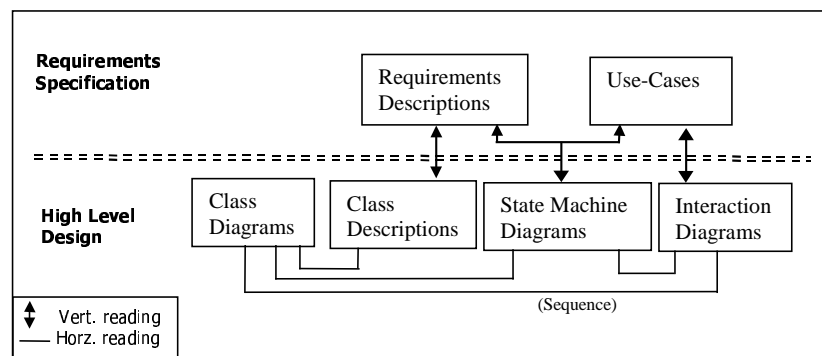 Requirements
Specification
Requirements
Descriptions
Use-Cases
High Level
Design
Class
Diagrams
Class
Descriptions
State Machine
Diagrams
Interaction
Diagrams
(Sequence)
Vert. reading
Horz. reading